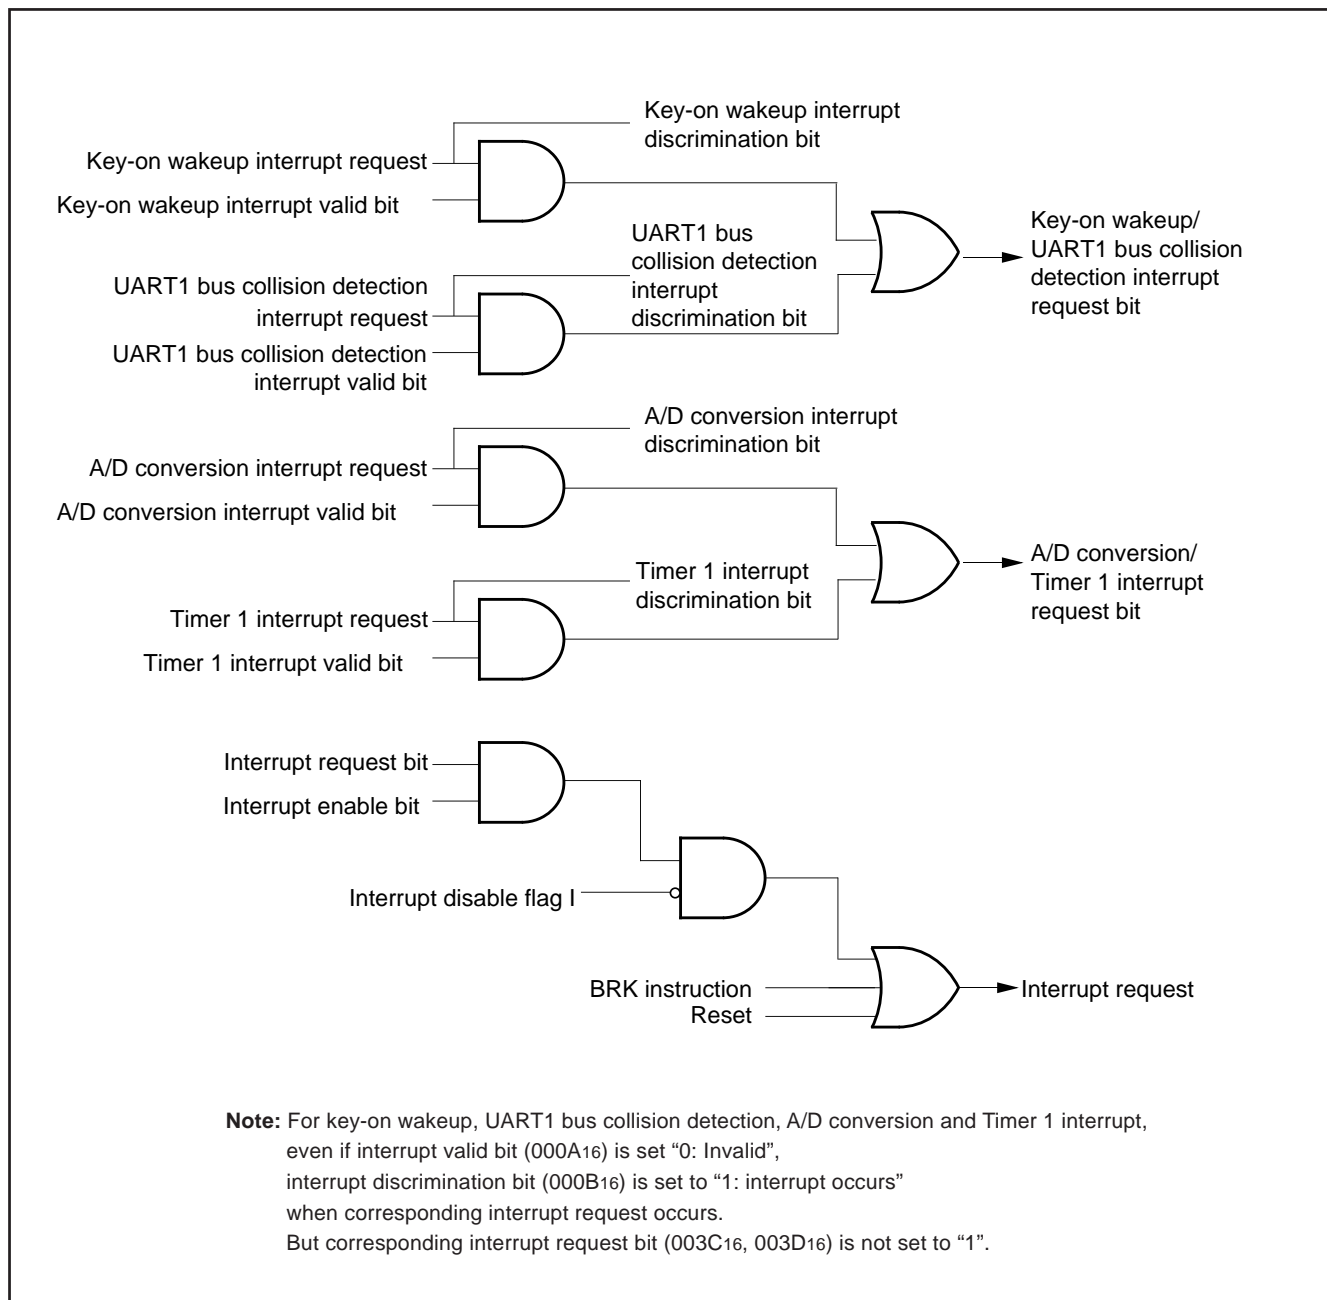 Key-on wakeup interrupt
discrimination bit
Key-on wakeup interrupt request
Key-on wakeup interrupt valid bit
Key-on wakeup/
UART1 bus collision
detection interrupt
request bit
UART1 bus
collision detection
interrupt
discrimination bit
UART1 bus collision detection
interrupt request
UART1 bus collision detection
interrupt valid bit
A/D conversion interrupt
discrimination bit
A/D conversion interrupt request
A/D conversion interrupt valid bit
A/D conversion/
Timer 1 interrupt
request bit
Timer 1 interrupt
discrimination bit
Timer 1 interrupt request
Timer 1 interrupt valid bit
Interrupt request bit
Interrupt enable bit
Interrupt disable flag I
BRK instruction
Reset
Interrupt request
Note: For key-on wakeup, UART1 bus collision detection, A/D conversion and Timer 1 interrupt,
even if interrupt valid bit (000A16) is set “0: Invalid”,
interrupt discrimination bit (000B16) is set to “1: interrupt occurs”
when corresponding interrupt request occurs.
But corresponding interrupt request bit (003C16, 003D16) is not set to “1”.